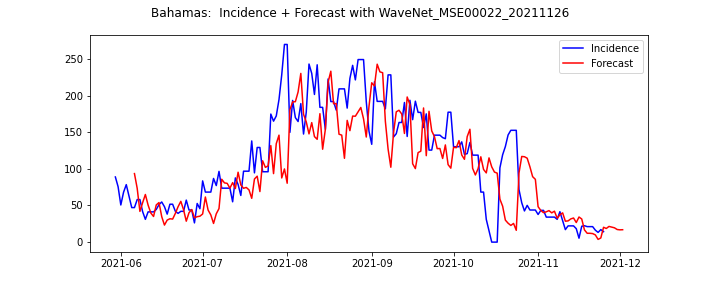 Bahamas:  Incidence + Forecast with WaveNet_MSE00022_20211126
Incidence
Forecast
250
200
150
100
50
0
2021-06 2021-07 2021-08 2021-09 2021-10 2021-11 2021-12